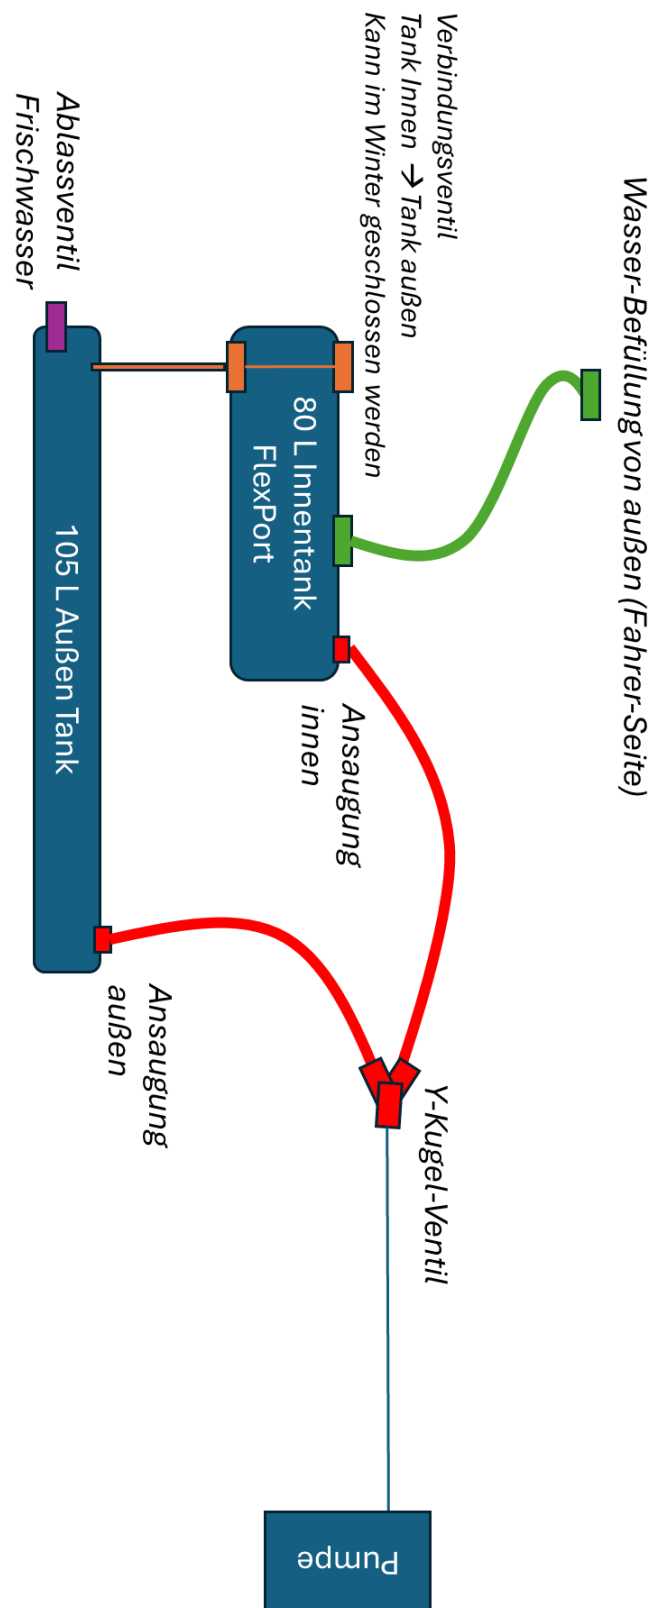 Wasser-Befüllung von außen (Fahrer-Seite)
Verbindungsventil
Tank Innen → Tank außen
Kann im Winter geschlossen werden
80 L Innentank
FlexPort
Ansaugung
innen
Y-Kugel-Ventil
Ablassventil
Frischwasser
105 L Außen Tank
Ansaugung
außen
Pumpe